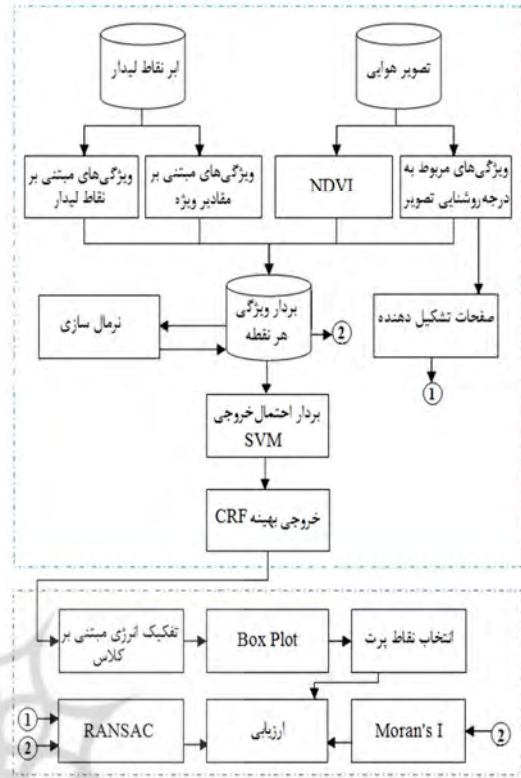 ابر نقاط لیدار
تصویر هوایی
ویژگی‌های مبتنی بر
نقاط لیدار
ویژگی‌های مبتنی بر
مقادیر ویژه
NDVI
ویژگی‌های مربوط به
درجه روشنایی تصویر
نرمال سازی
بردار ویژگی
هر نقطه
2
صفحات تشکیل دهنده
1
بردار احتمال خروجی
SVM
خروجی بهینه CRF
تفکیک انرژی مبتنی بر
کلاس
Box Plot
انتخاب نقاط پرت
1
2
RANSAC
ارزیابی
Moran's I
2